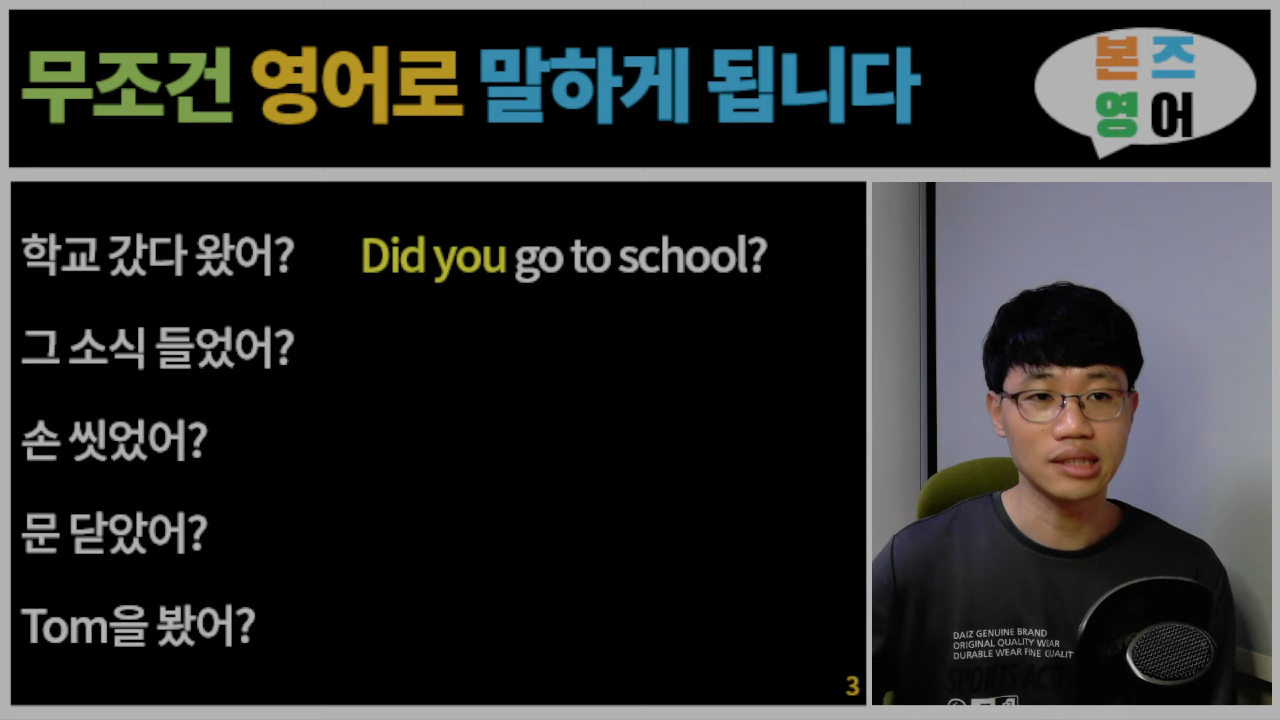 무조건 영어로 말하게 됩니다
본즈
영어
학교 갔다 왔어? Did you go to school?
그 소식 들었어?
손 씻었어?
문 닫았어?
Tom을 봤어?
3
DAIZ GENUINE BRAND
ORIGINAL QUALITY WEAR
DURABLE WEAR FINE QUALIT